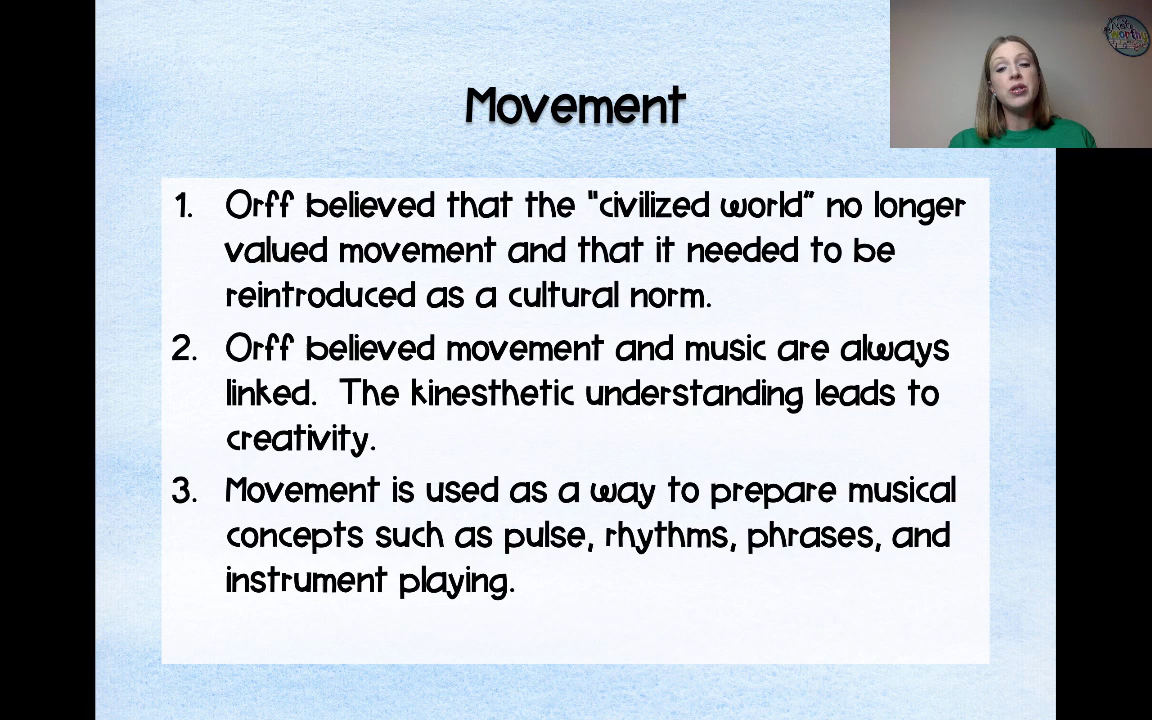 Movement
1. Orff believed that the "civilized world" no longer
valued movement and that it needed to be
reintroduced as a cultural norm.
2. Orff believed movement and music are always
linked.  The kinesthetic understanding leads to
creativity.
3. Movement is used as a way to prepare musical
concepts such as pulse, rhythms, phrases, and
instrument playing.